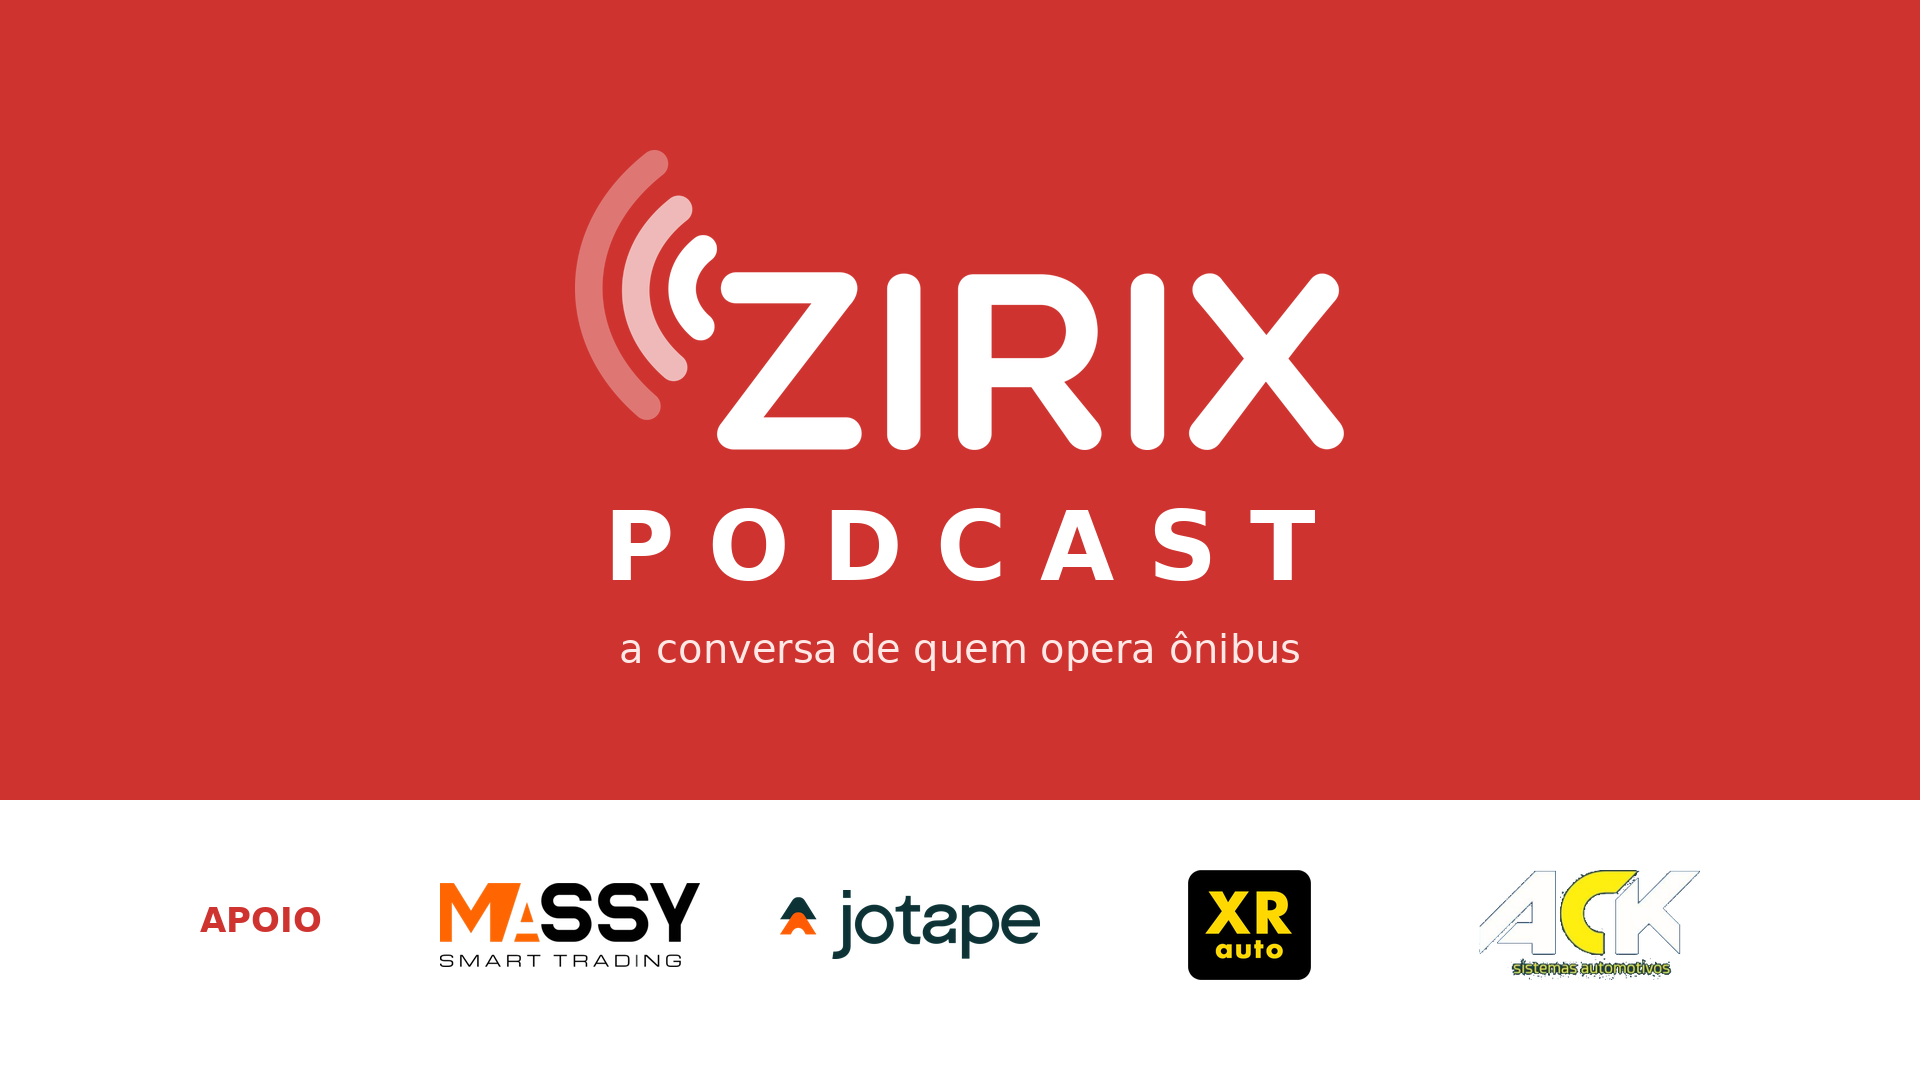 ZIRIX
PODCAST
a conversa de quem opera ônibus
APOIO
MASSY
SMART TRADING
jotape
XR
auto
ACK
sistemas automotivos